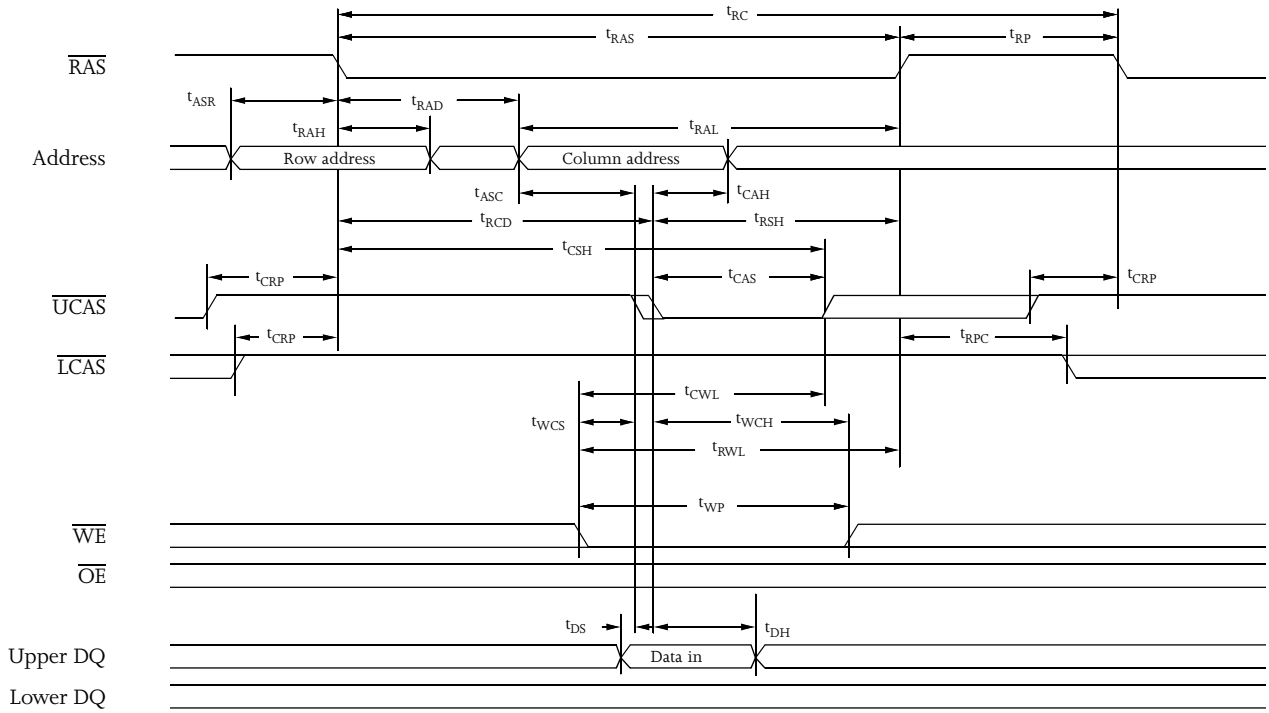 tRC
tRAS tRP
RAS
tASR tRAD
tRAH tRAL
Address Row address Column address
tASC tCAH
tRCD tRSH
tCSH
tCRP tCAS tCRP
UCAS
tCRP tRPC
LCAS
tCWL
tWCS tWCH
tRWL
tWP
WE
OE
tDS tDH
Upper DQ Data in
Lower DQ